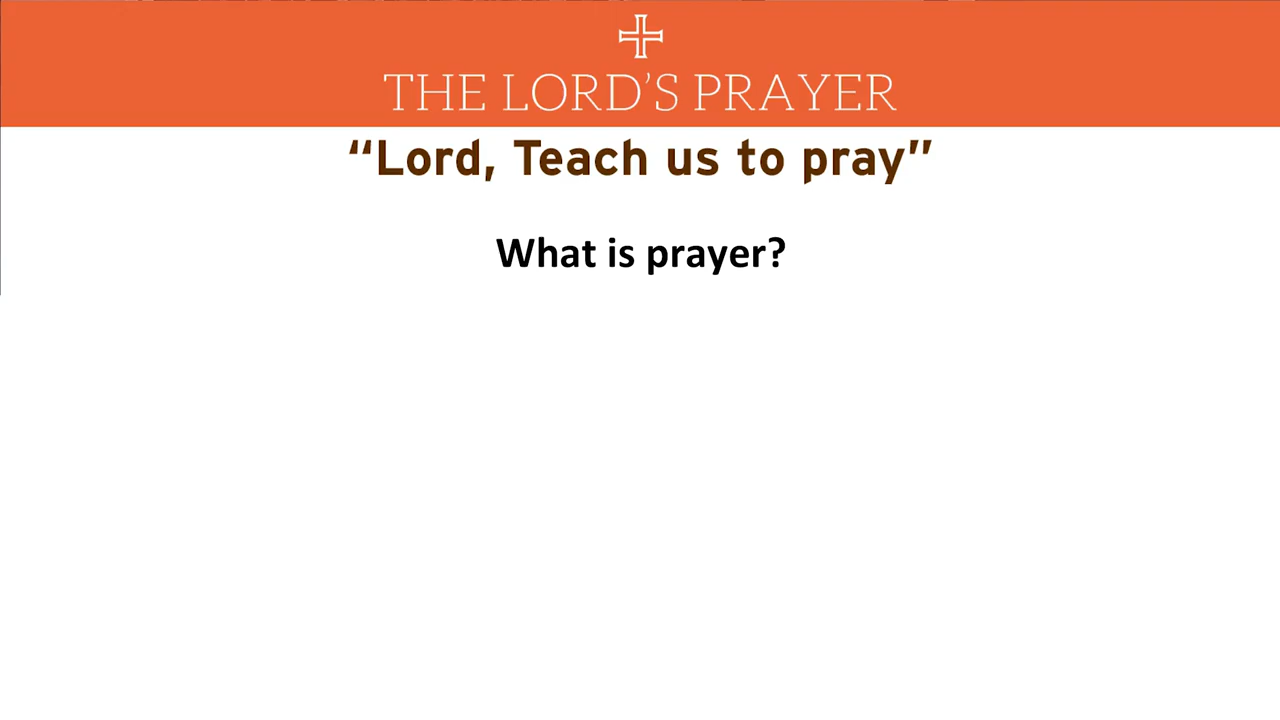 THE LORD'S PRAYER
“Lord, Teach us to pray”
What is prayer?